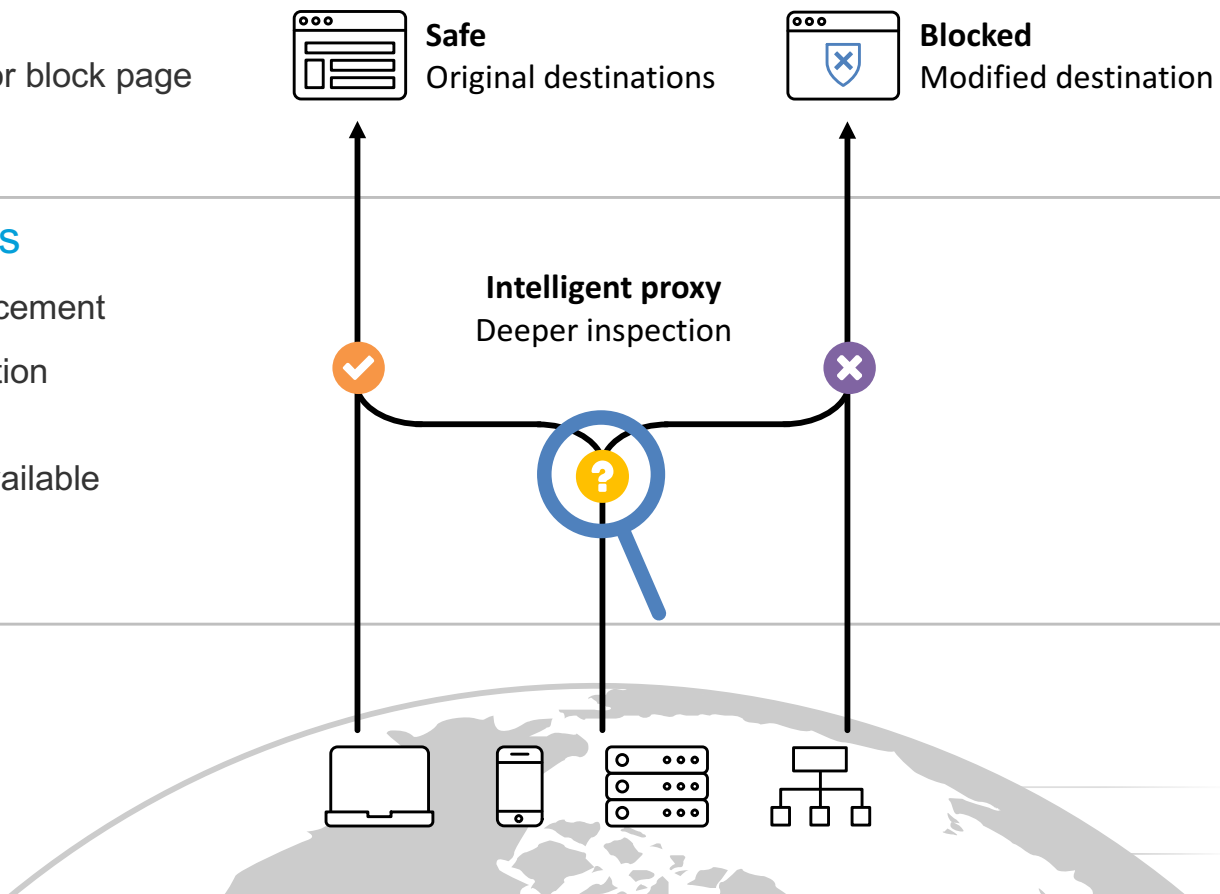 Safe
Original destinations
Blocked
Modified destination
or block page
s
cement
Intelligent proxy
Deeper inspection
tion
ailable
?